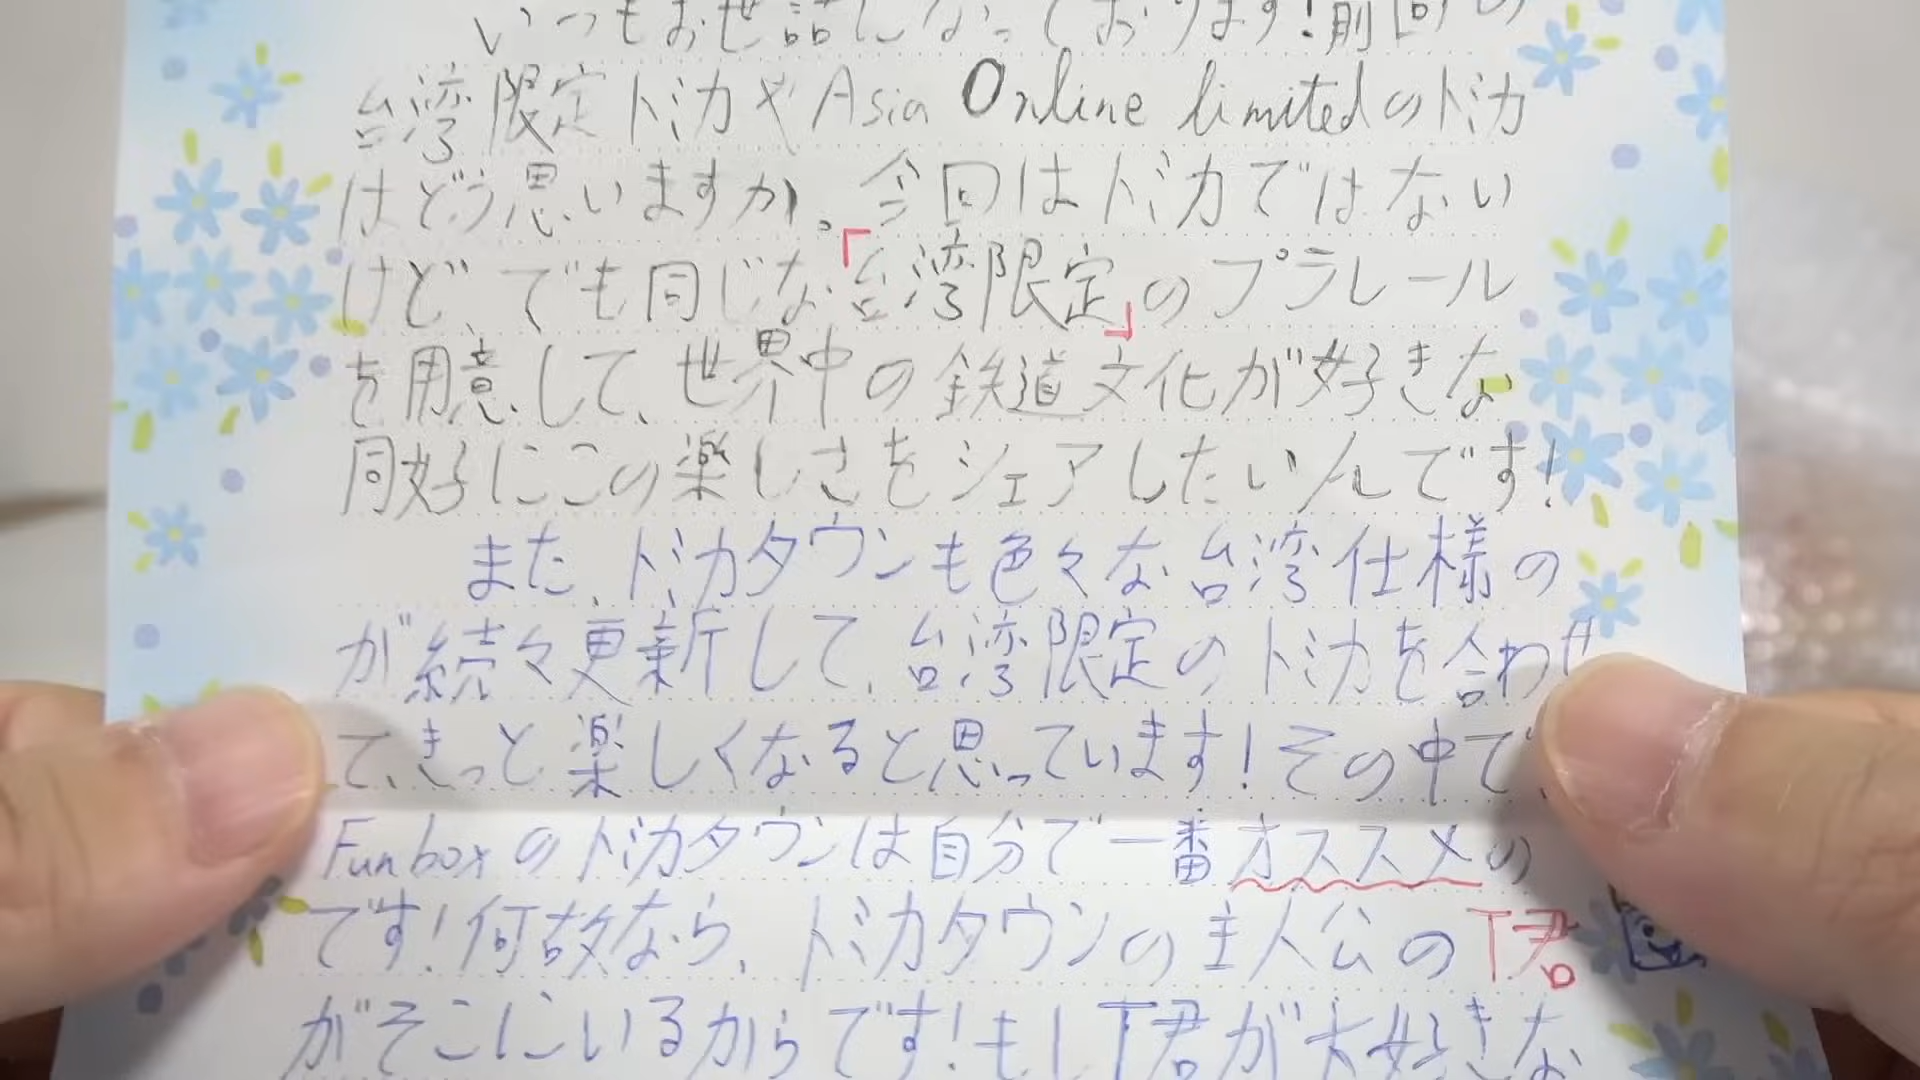 いつもお世話になっております!前回の
台湾限定トミカやAsia Online limitedのトミカ
はどう思いますか。今回はトミカではない
けど、でも同じな「台湾限定」のプラレール
を用意して、世界中の鉄道文化が好きな
同好にこの楽しさをシェアしたいんです!
また、トミカタウンも色々な台湾仕様の
が続々更新して、台湾限定のトミカを合わせ
て、きっと楽しくなると思っています!その中で、
Funboxのトミカタウンは自分で一番オススメの
です!何故なら、トミカタウンの主人公のT君
がそこにいるからです!もしT君が大好きな